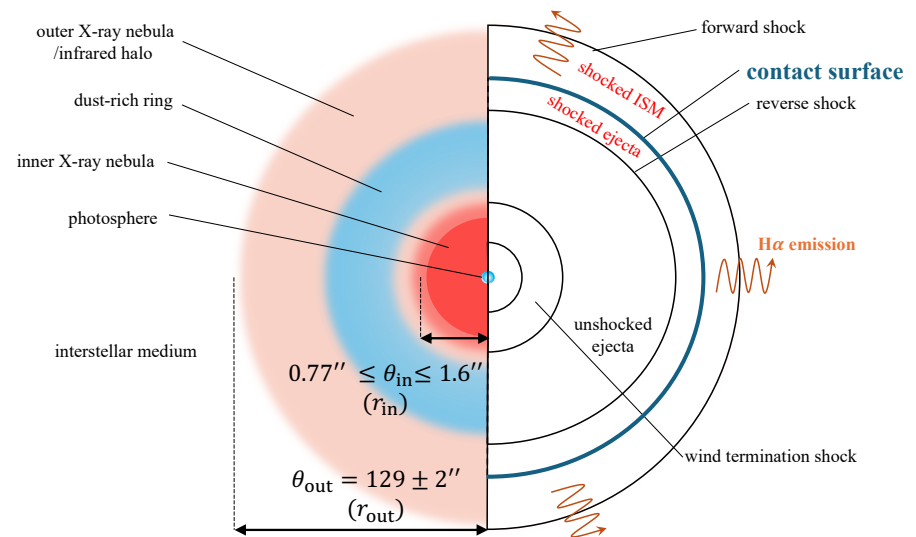 outer X-ray nebula
/infrared halo
dust-rich ring
inner X-ray nebula
photosphere
interstellar medium
0.77′′ ≤ θin ≤ 1.6′′
(rin)
θout = 129 ± 2′′
(rout)
forward shock
contact surface
reverse shock
shocked ISM
shocked ejecta
Hα emission
unshocked
ejecta
wind termination shock